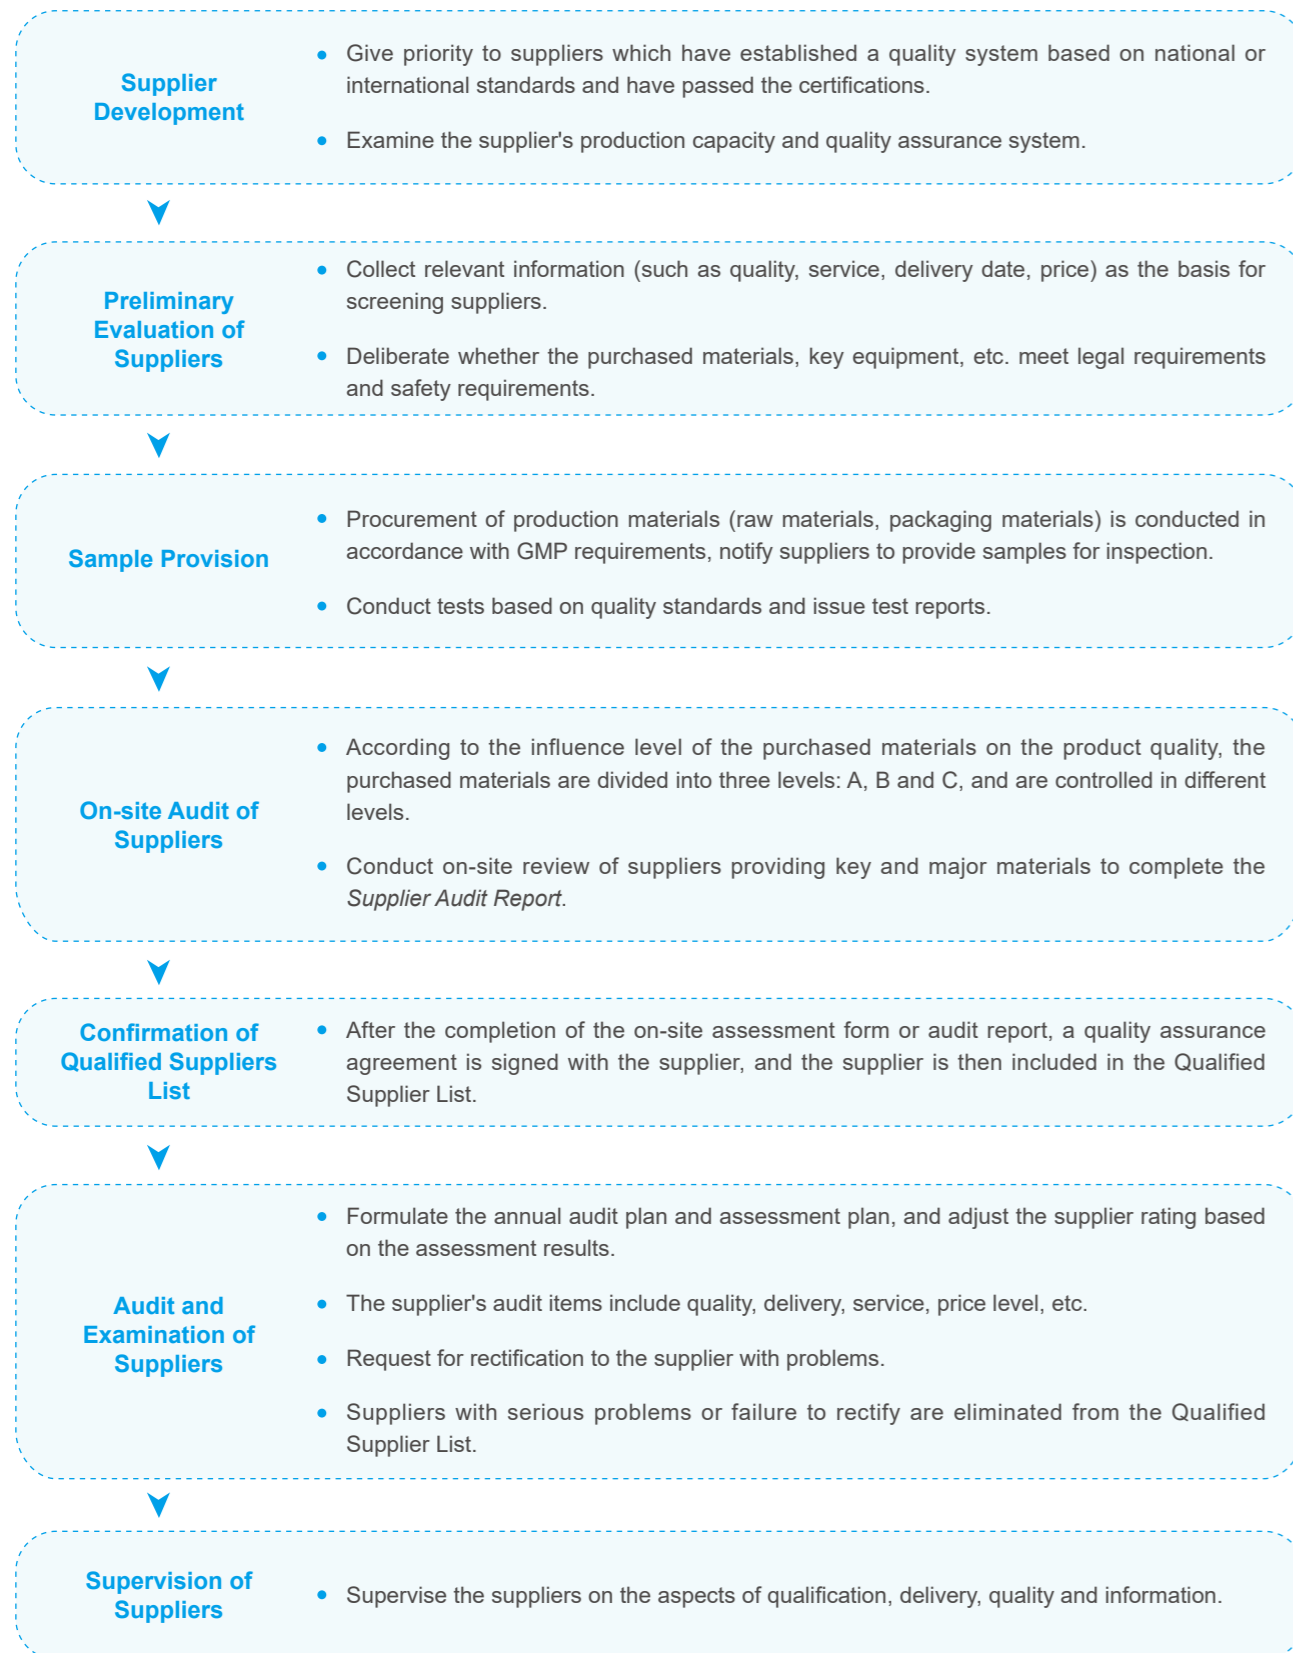 Supplier
Development
• Give priority to suppliers which have established a quality system based on national or
international standards and have passed the certifications.
• Examine the supplier's production capacity and quality assurance system.
Preliminary
Evaluation of
Suppliers
• Collect relevant information (such as quality, service, delivery date, price) as the basis for
screening suppliers.
• Deliberate whether the purchased materials, key equipment, etc. meet legal requirements
and safety requirements.
Sample Provision
• Procurement of production materials (raw materials, packaging materials) is conducted in
accordance with GMP requirements, notify suppliers to provide samples for inspection.
• Conduct tests based on quality standards and issue test reports.
On-site Audit of
Suppliers
• According to the influence level of the purchased materials on the product quality, the
purchased materials are divided into three levels: A, B and C, and are controlled in different
levels.
• Conduct on-site review of suppliers providing key and major materials to complete the
Supplier Audit Report.
Confirmation of
Qualified Suppliers
List
• After the completion of the on-site assessment form or audit report, a quality assurance
agreement is signed with the supplier, and the supplier is then included in the Qualified
Supplier List.
Audit and
Examination of
Suppliers
• Formulate the annual audit plan and assessment plan, and adjust the supplier rating based
on the assessment results.
• The supplier's audit items include quality, delivery, service, price level, etc.
• Request for rectification to the supplier with problems.
• Suppliers with serious problems or failure to rectify are eliminated from the Qualified
Supplier List.
Supervision of
Suppliers
• Supervise the suppliers on the aspects of qualification, delivery, quality and information.